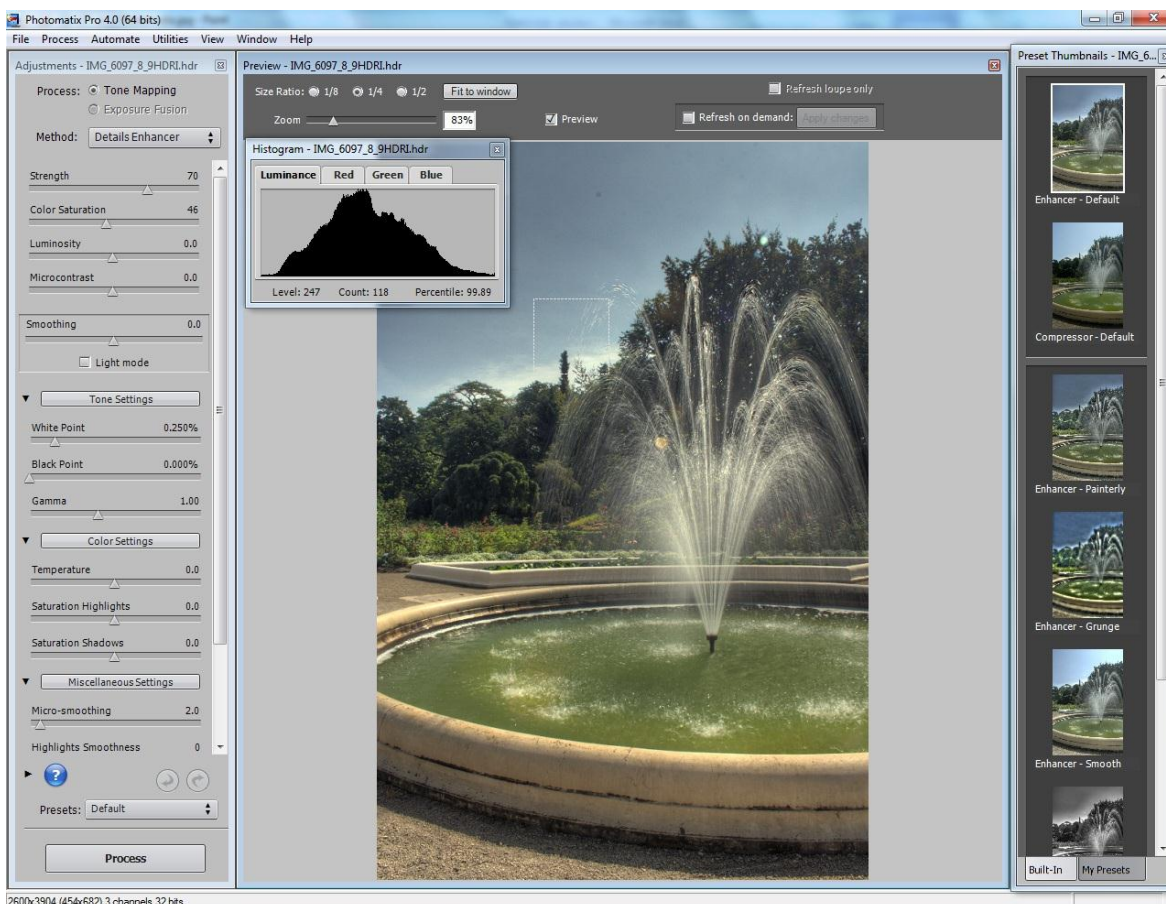 Photomatix Pro 4.0 (64 bits)
File Process Automate Utilities View Window Help
Adjustments - IMG_6097_8_9HDRI.hdr
Process: Tone Mapping
Exposure Fusion
Method: Details Enhancer
Strength 70
Color Saturation 46
Luminosity 0.0
Microcontrast 0.0
Smoothing 0.0
Light mode
Tone Settings
White Point 0.250%
Black Point 0.000%
Gamma 1.00
Color Settings
Temperature 0.0
Saturation Highlights 0.0
Saturation Shadows 0.0
Miscellaneous Settings
Micro-smoothing 2.0
Highlights Smoothness 0
?
Presets: Default
Process
Preview - IMG_6097_8_9HDRI.hdr
Size Ratio: 1/8 1/4 1/2 Fit to window
Refresh loupe only
Zoom 83% Preview
Refresh on demand: Apply changes
Histogram - IMG_6097_8_9HDRI.hdr
Luminance Red Green Blue
Level: 247 Count: 118 Percentile: 99.89
Preset Thumbnails - IMG_6...
Enhancer - Default
Compressor - Default
Enhancer - Painterly
Enhancer - Grunge
Enhancer - Smooth
Built-In My Presets
2600x3904 (454x682) 3 channels 32 bits